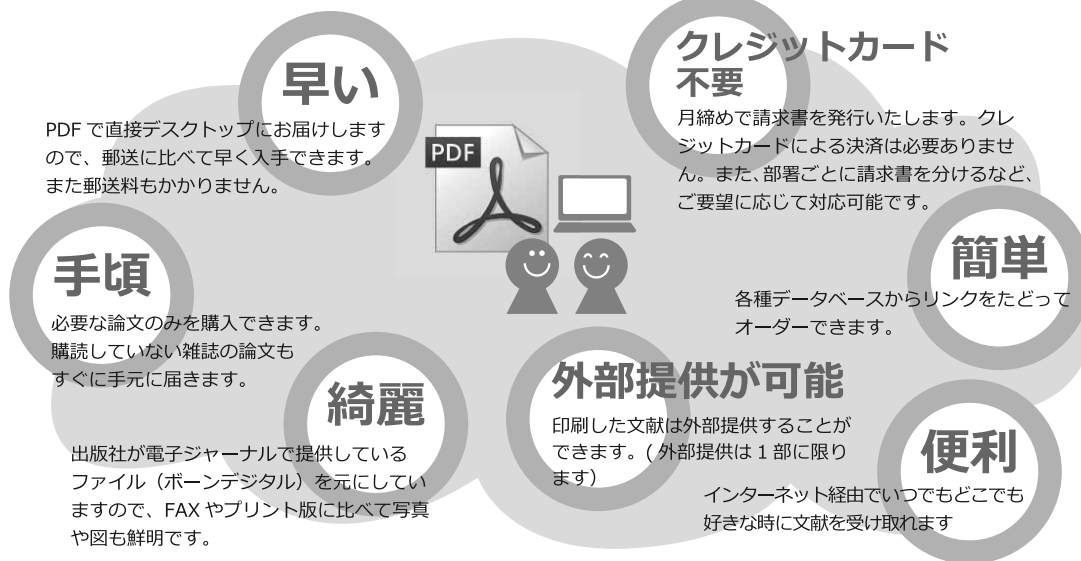 早い
PDF で直接デスクトップにお届けします
ので、郵送に比べて早く入手できます。
また郵送料もかかりません。
PDF
クレジットカード
不要
月締めで請求書を発行いたします。クレ
ジットカードによる決済は必要ありませ
ん。また、部署ごとに請求書を分けるなど、
ご要望に応じて対応可能です。
手頃
必要な論文のみを購入できます。
購読していない雑誌の論文も
すぐに手元に届きます。
簡単
各種データベースからリンクをたどって
オーダーできます。
綺麗
出版社が電子ジャーナルで提供している
ファイル（ボーンデジタル）を元にしてい
ますので、FAX やプリント版に比べて写真
や図も鮮明です。
外部提供が可能
印刷した文献は外部提供することが
できます。( 外部提供は 1 部に限り
ます)
便利
インターネット経由でいつでもどこでも
好きな時に文献を受け取れます